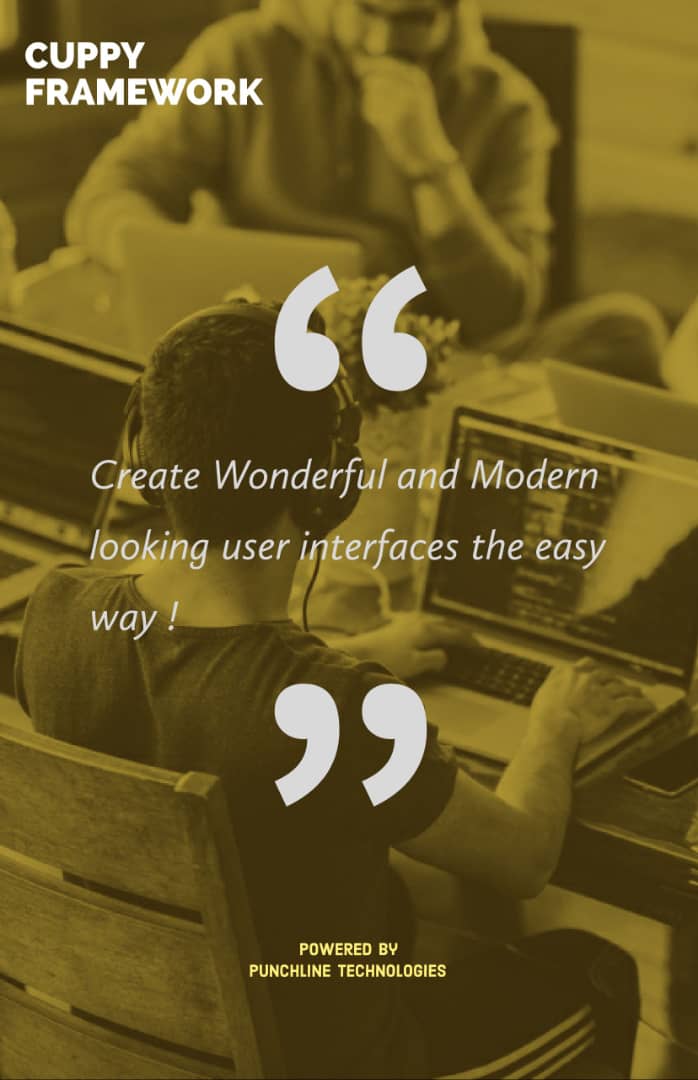 CUPPY
FRAMEWORK
“
Create Wonderful and Modern
looking user interfaces the easy
way !
”
POWERED BY
PUNCHLINE TECHNOLOGIES